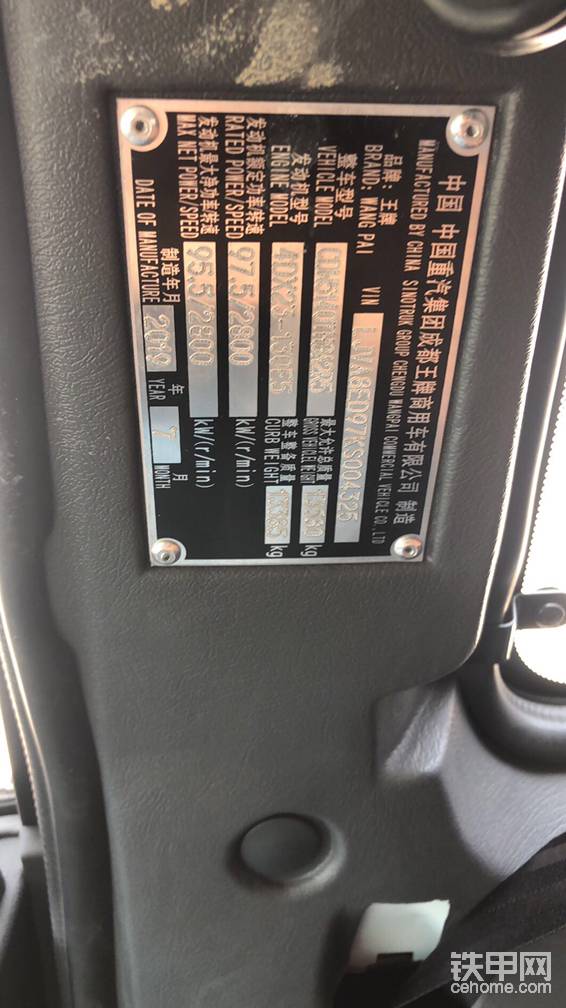 中国 中国重汽集团成都王牌商用车有限公司 制造
MANUFACTURED BY CHINA SINOTRUK GROUP CHENGDU WANGPAI COMMERCIAL VEHICLE CO., LTD
品牌: 王牌
BRAND: WANG PAI VIN
整车型号 最大允许总质量
VEHICLE MODEL GROSS VEHICLE WEIGHT kg
发动机型号 整车整备质量
ENGINE MODEL CURB WEIGHT kg
发动机额定功率转速
RATED POWER/SPEED 97.5/2800 kW/(r/min)
发动机最大净功率转速
MAX NET POWER/SPEED 95.5/2800 kW/(r/min)
制造年月 年 7 月
DATE OF MANUFACTURE YEAR MONTH
铁甲网
cehome.com